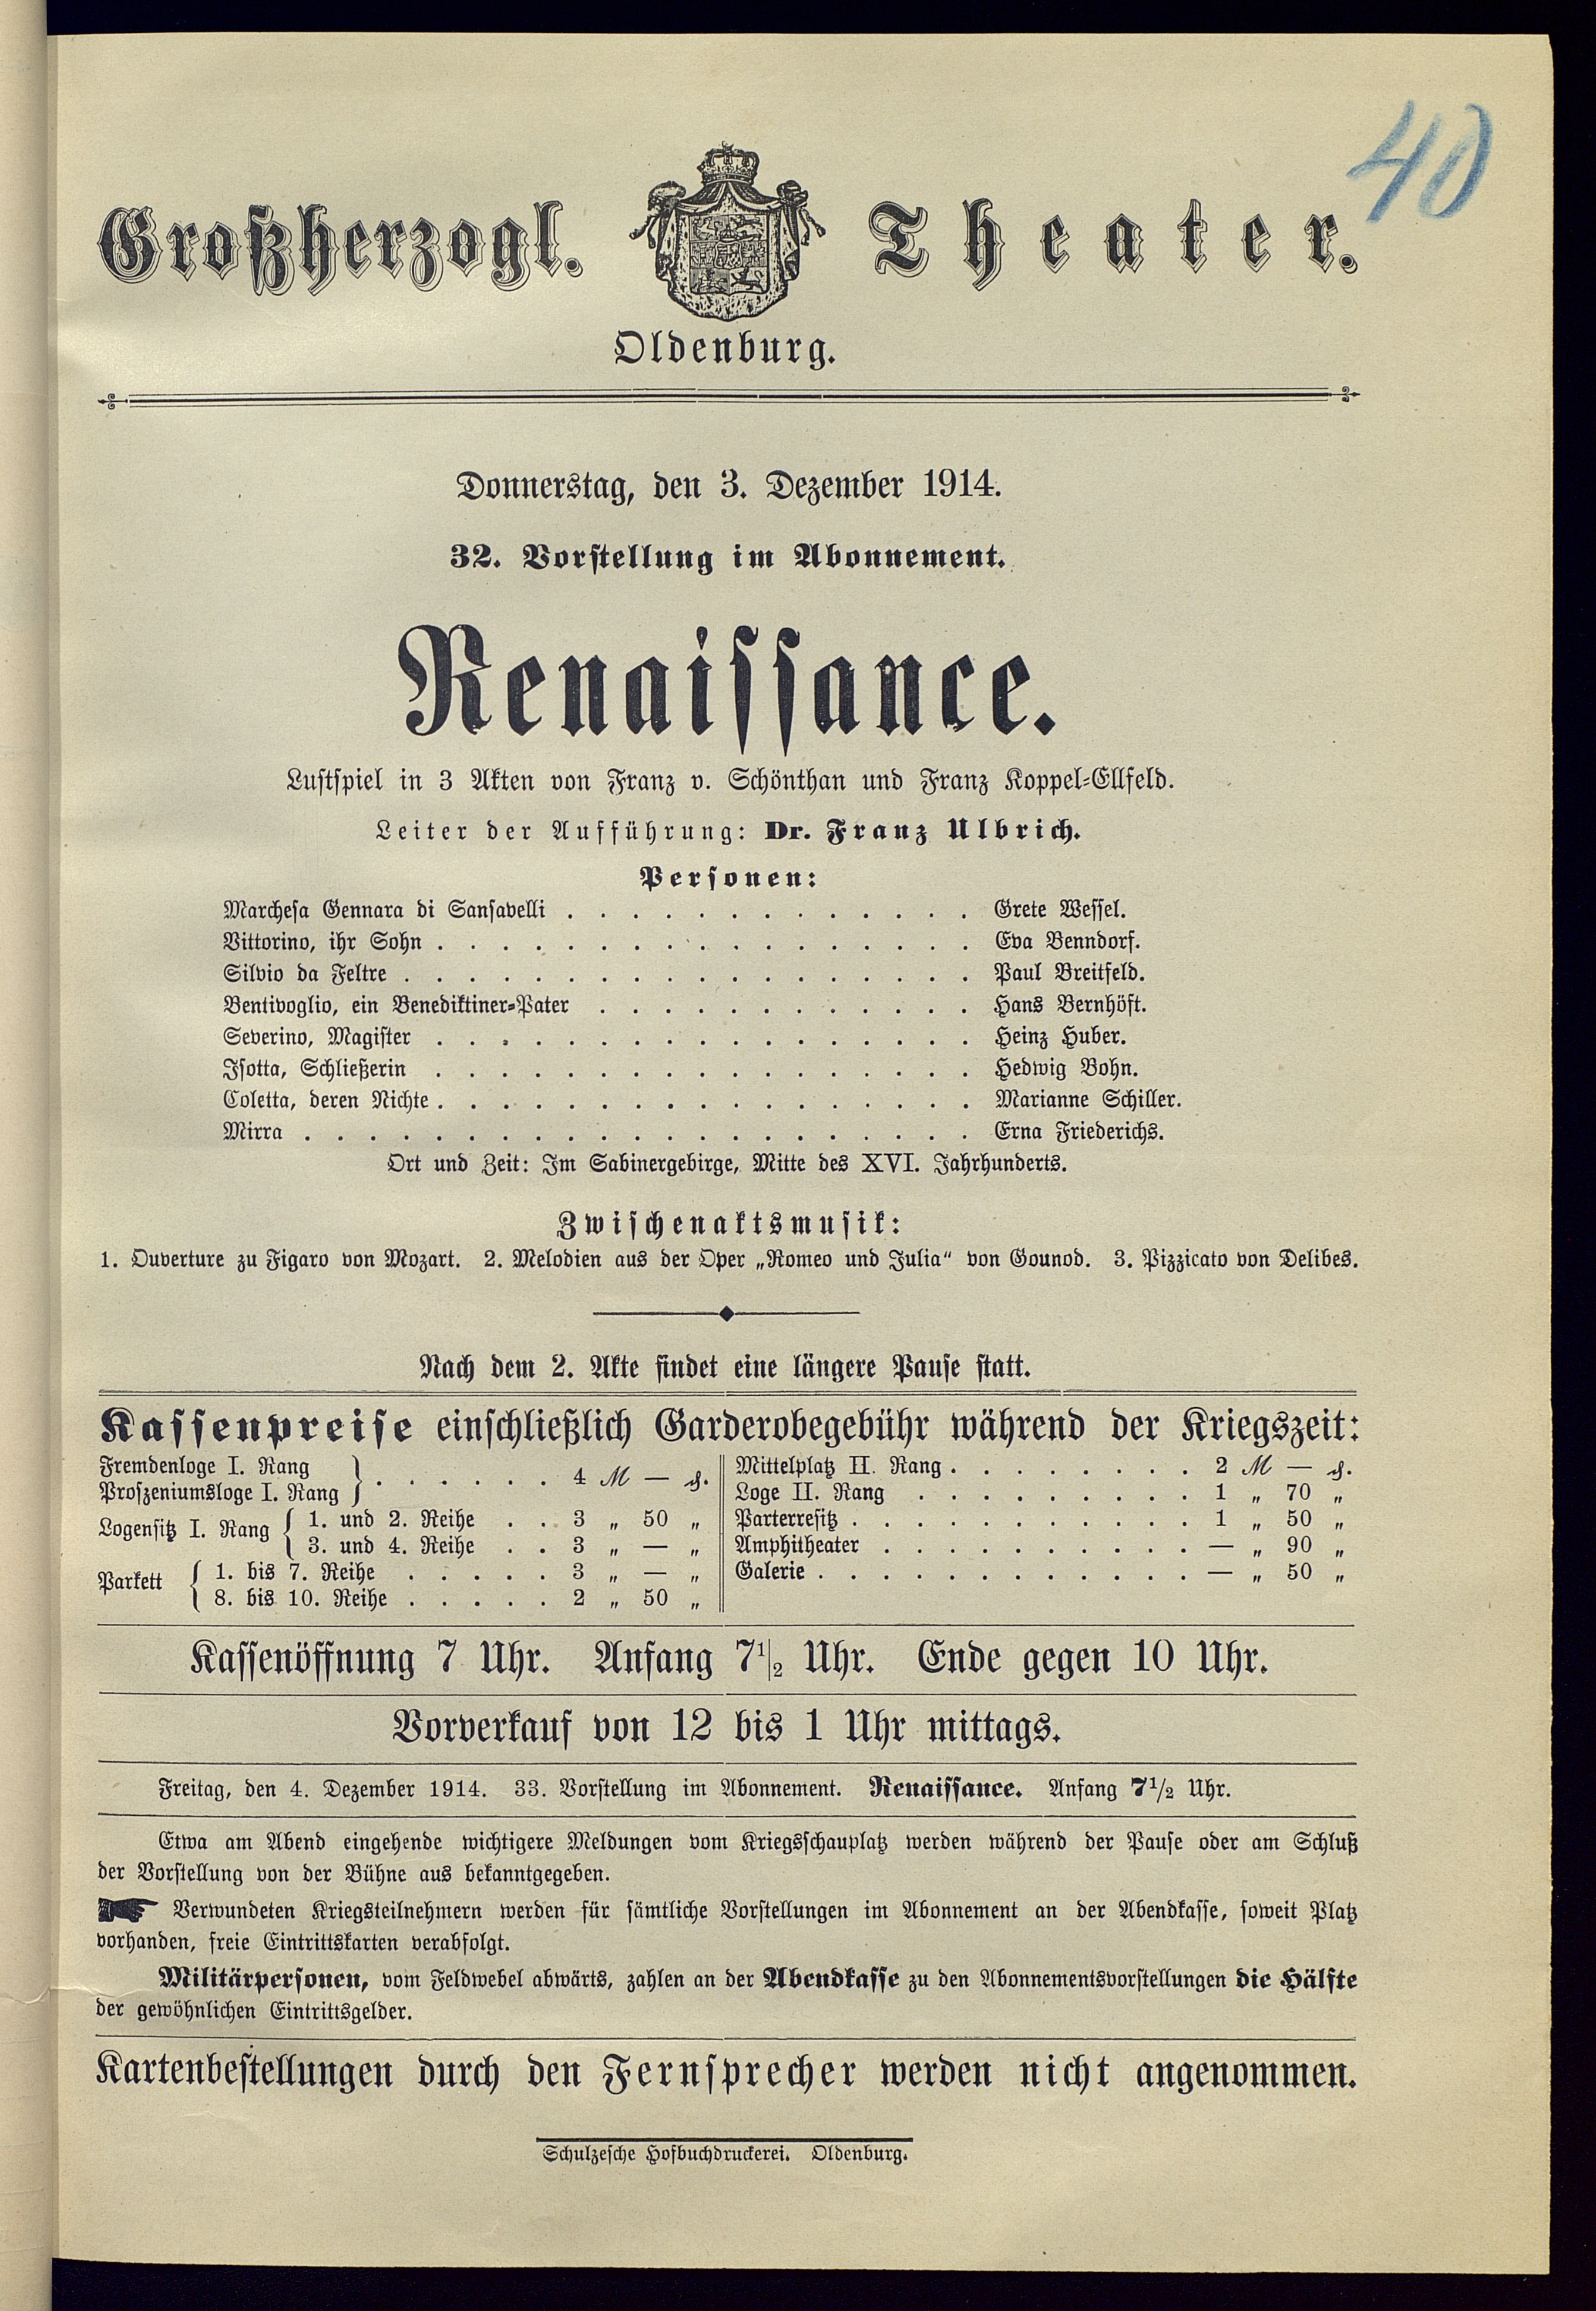 40
Großherzogl. Theater.
Oldenburg.
Donnerstag, den 3. Dezember 1914.
32. Vorstellung im Abonnement.
Renaissance.
Lustspiel in 3 Akten von Franz v. Schönthan und Franz Koppel-Ellfeld.
Leiter der Aufführung: Dr. Franz Ulbrich.
Personen:
Marchesa Gennara di Sansavelli . . . . . . . . . . . . . Grete Wessel.
Vittorino, ihr Sohn . . . . . . . . . . . . . . . . . Eva Benndorf.
Silvio da Feltre . . . . . . . . . . . . . . . . . . Paul Breitfeld.
Bentivoglio, ein Benediktiner-Pater . . . . . . . . . . . . Hans Bernhöft.
Severino, Magister . . . . . . . . . . . . . . . . . Heinz Huber.
Isotta, Schließerin . . . . . . . . . . . . . . . . . Hedwig Bohn.
Coletta, deren Nichte . . . . . . . . . . . . . . . . . Marianne Schiller.
Mirra . . . . . . . . . . . . . . . . . . . . . Erna Friederichs.
Ort und Zeit: Im Sabinergebirge, Mitte des XVI. Jahrhunderts.
Zwischenaktsmusik:
1. Ouverture zu Figaro von Mozart. 2. Melodien aus der Oper „Romeo und Julia“ von Gounod. 3. Pizzicato von Delibes.
Nach dem 2. Akte findet eine längere Pause statt.
Kassenpreise einschließlich Garderobegebühr während der Kriegszeit:
Fremdenloge I. Rang
Proszeniumsloge I. Rang } . . . . . . 4 ℳ — ₰.
Logensitz I. Rang { 1. und 2. Reihe . . 3 „ 50 „
3. und 4. Reihe . . 3 „ — „
Parkett { 1. bis 7. Reihe . . . . . 3 „ — „
8. bis 10. Reihe . . . . . 2 „ 50 „
Mittelplatz II. Rang . . . . . . . . 2 ℳ — ₰.
Loge II. Rang . . . . . . . . . 1 „ 70 „
Parterresitz . . . . . . . . . . . 1 „ 50 „
Amphitheater . . . . . . . . . . — „ 90 „
Galerie . . . . . . . . . . . . — „ 50 „
Kassenöffnung 7 Uhr. Anfang 7½ Uhr. Ende gegen 10 Uhr.
Vorverkauf von 12 bis 1 Uhr mittags.
Freitag, den 4. Dezember 1914. 33. Vorstellung im Abonnement. Renaissance. Anfang 7½ Uhr.
Etwa am Abend eingehende wichtigere Meldungen vom Kriegsschauplatz werden während der Pause oder am Schluß
der Vorstellung von der Bühne aus bekanntgegeben.
Verwundeten Kriegsteilnehmern werden für sämtliche Vorstellungen im Abonnement an der Abendkasse, soweit Platz
vorhanden, freie Eintrittskarten verabfolgt.
Militärpersonen, vom Feldwebel abwärts, zahlen an der Abendkasse zu den Abonnementsvorstellungen die Hälfte
der gewöhnlichen Eintrittsgelder.
Kartenbestellungen durch den Fernsprecher werden nicht angenommen.
Schulzesche Hofbuchdruckerei. Oldenburg.